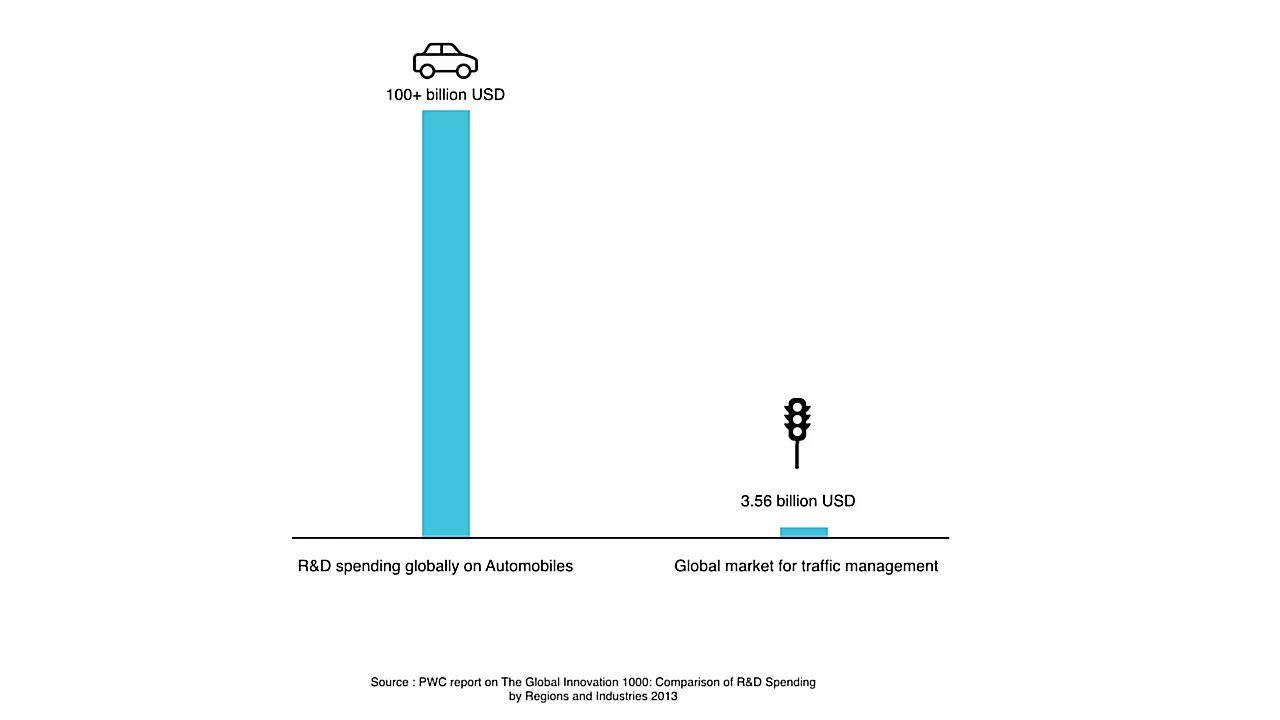 100+ billion USD
3.56 billion USD
R&D spending globally on Automobiles
Global market for traffic management
Source : PWC report on The Global Innovation 1000: Comparison of R&D Spending
by Regions and Industries 2013